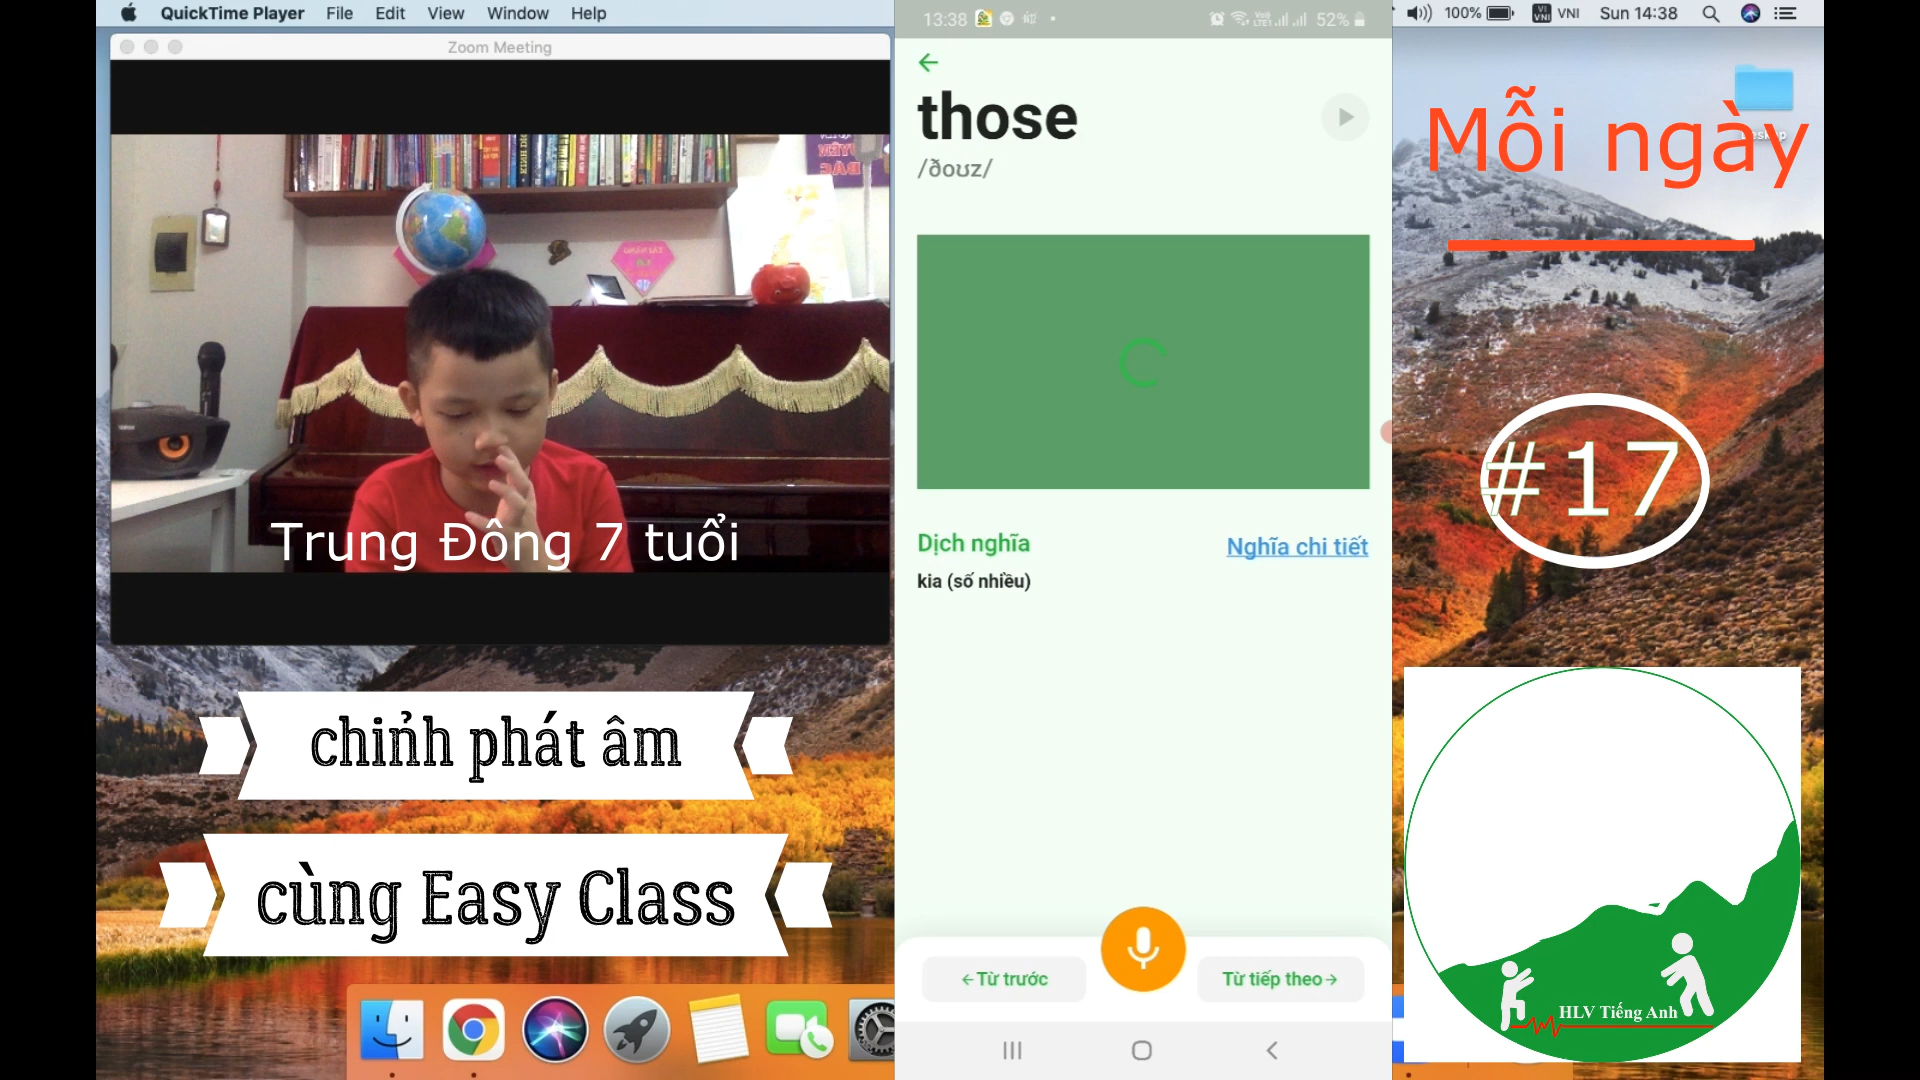 QuickTime Player File Edit View Window Help
Zoom Meeting
Trung Đông 7 tuổi
chỉnh phát âm
cùng Easy Class
13:38
52%
those
/ðoʊz/
Dịch nghĩa
Nghĩa chi tiết
kia (số nhiều)
←Từ trước
Từ tiếp theo→
100% VNI Sun 14:38
Mỗi ngày
#17
HLV Tiếng Anh